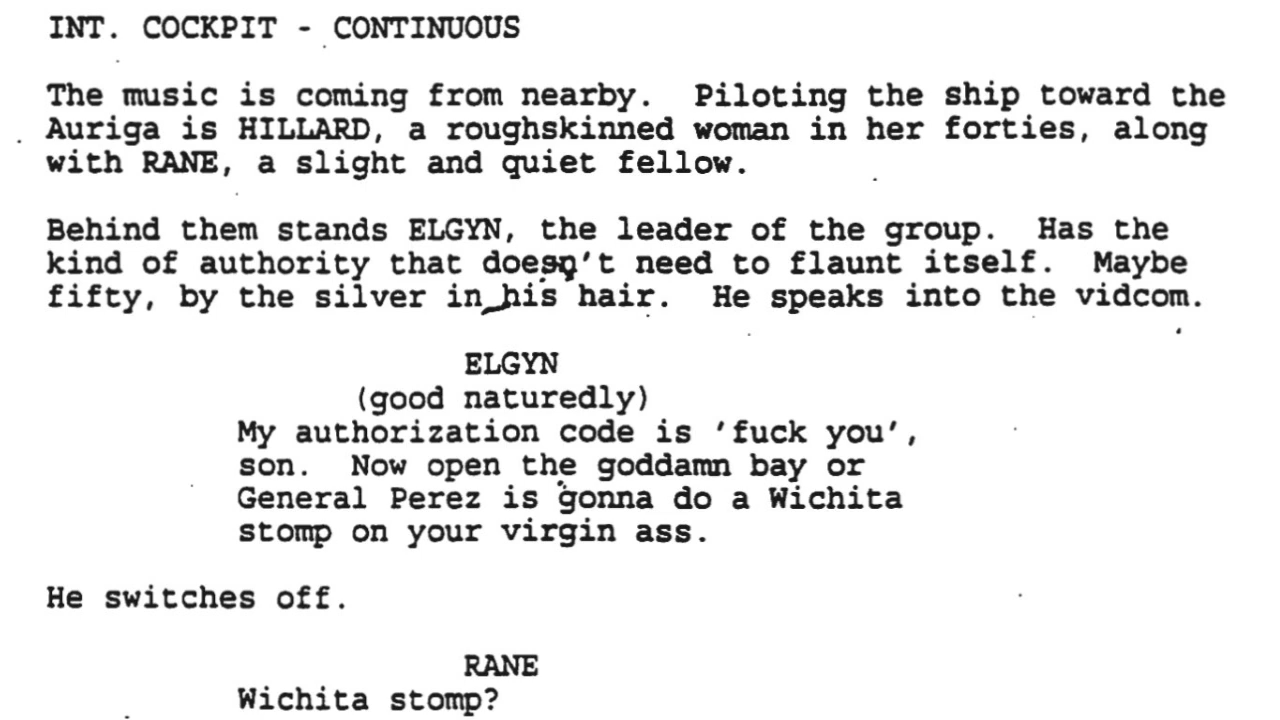 INT. COCKPIT - CONTINUOUS
The music is coming from nearby. Piloting the ship toward the
Auriga is HILLARD, a roughskinned woman in her forties, along
with RANE, a slight and quiet fellow.
Behind them stands ELGYN, the leader of the group. Has the
kind of authority that doesn't need to flaunt itself. Maybe
fifty, by the silver in his hair. He speaks into the vidcom.
ELGYN
(good naturedly)
My authorization code is 'fuck you',
son. Now open the goddamn bay or
General Perez is gonna do a Wichita
stomp on your virgin ass.
He switches off.
RANE
Wichita stomp?